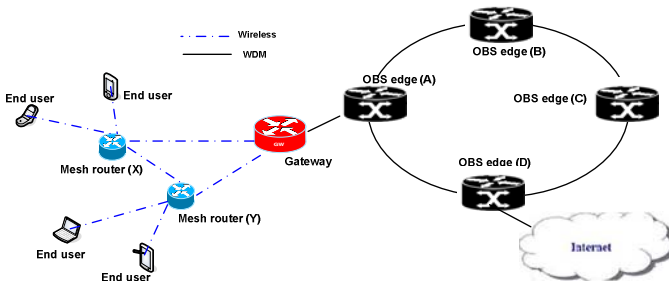 Wireless
WDM
OBS edge (B)
OBS edge (A)
OBS edge (C)
End user
End user
GW
Gateway
Mesh router (X)
OBS edge (D)
Mesh router (Y)
Internet
End user
End user